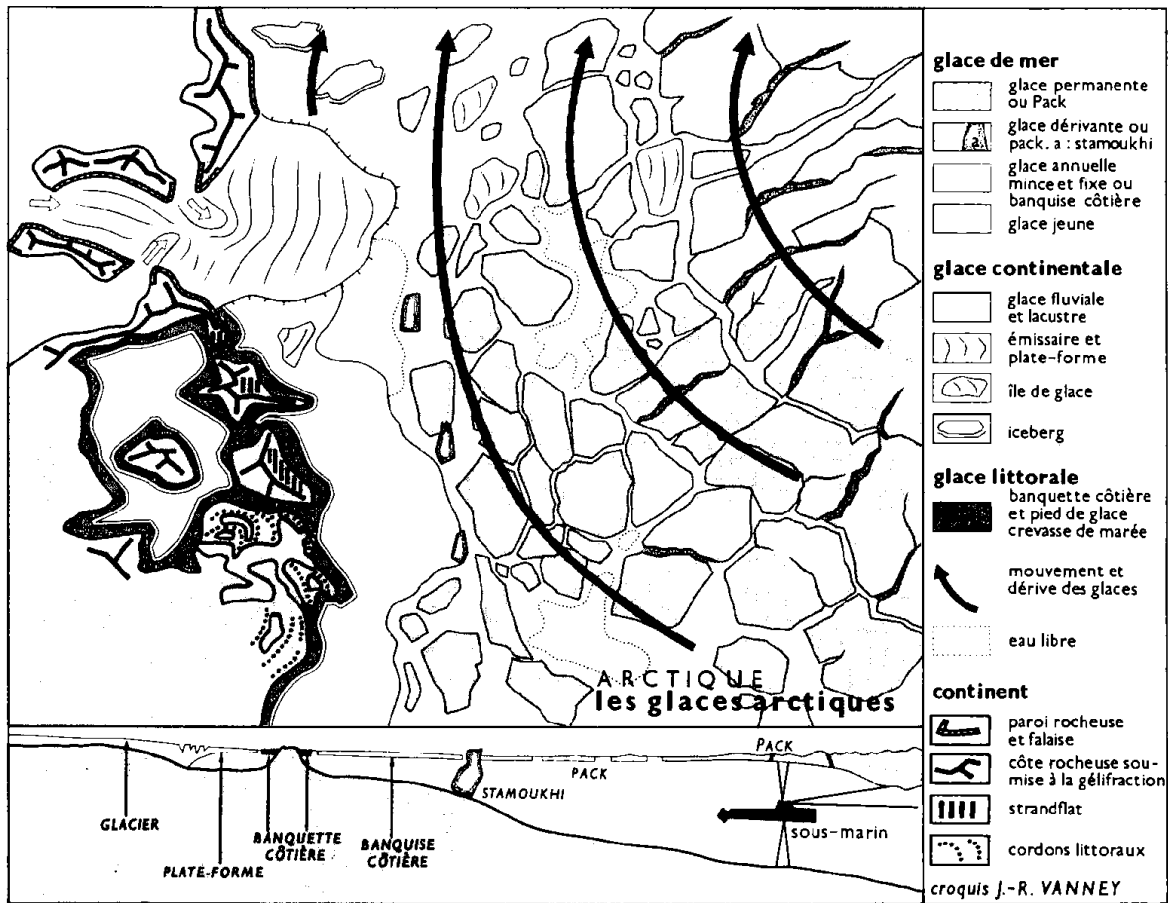 ARCTIQUE
les glaces arctiques
PACK
PACK
STAMOUKHI
GLACIER
BANQUETTE
CÔTIÈRE
BANQUISE
CÔTIÈRE
PLATE-FORME
sous-marin
glace de mer
glace permanente
ou Pack
glace dérivante ou
pack. a : stamoukhi
a
glace annuelle
mince et fixe ou
banquise côtière
glace jeune
glace continentale
glace fluviale
et lacustre
émissaire et
plate-forme
île de glace
iceberg
glace littorale
banquette côtière
et pied de glace
crevasse de marée
mouvement et
dérive des glaces
eau libre
continent
paroi rocheuse
et falaise
côte rocheuse sou-
mise à la gélifraction
strandflat
cordons littoraux
croquis J.-R. VANNEY